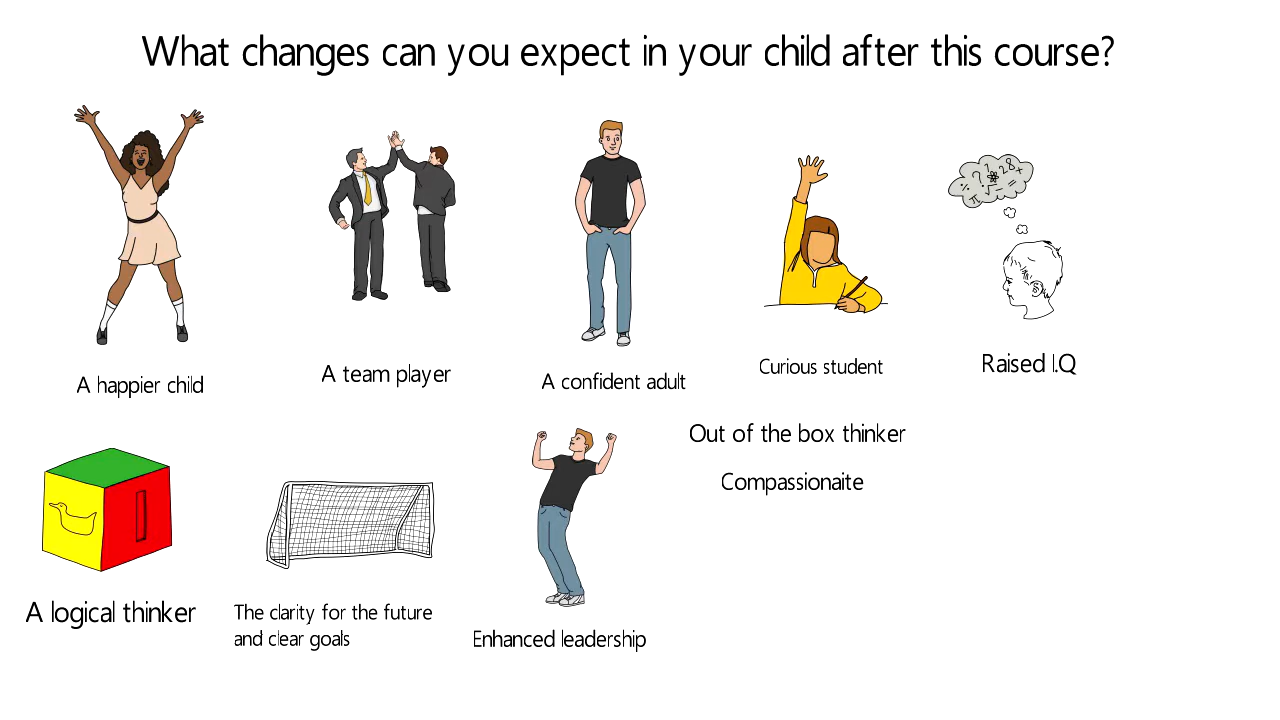 What changes can you expect in your child after this course?
A happier child
A team player
A confident adult
Curious student
Raised I.Q
Out of the box thinker
Compassionaite
A logical thinker
The clarity for the future
and clear goals
Enhanced leadership